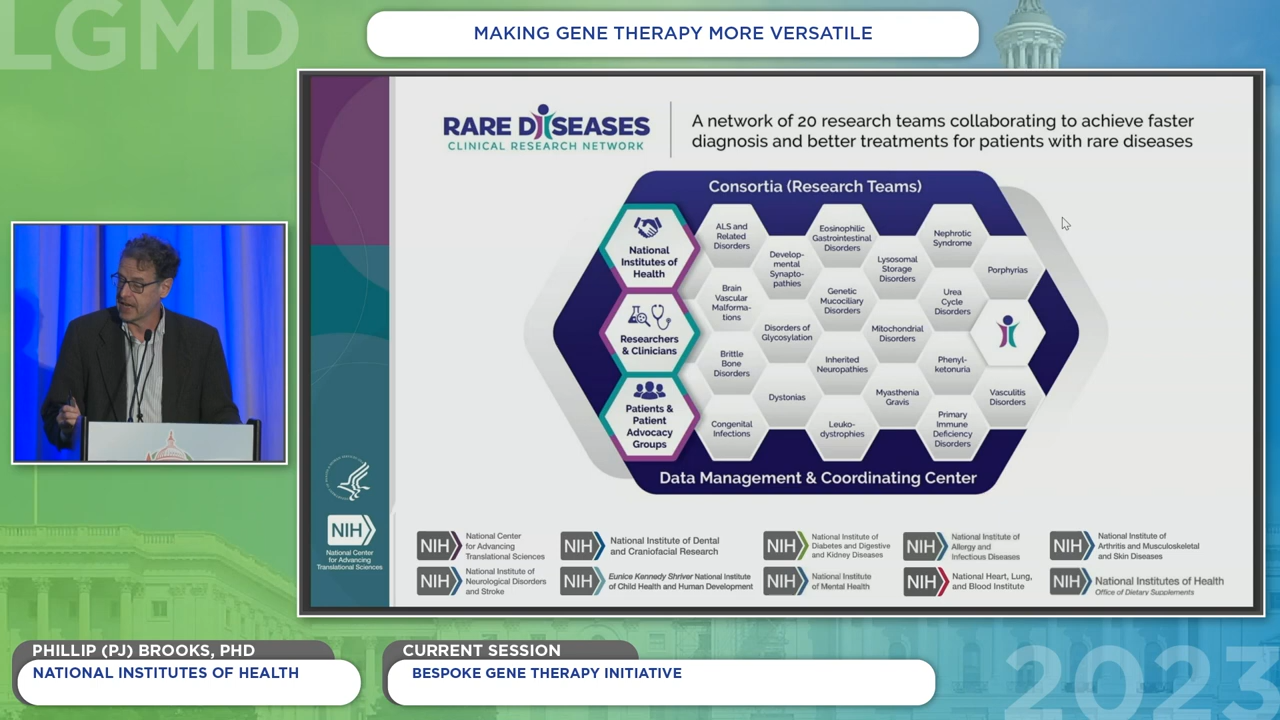 LGMD
MAKING GENE THERAPY MORE VERSATILE
RARE DISEASES
CLINICAL RESEARCH NETWORK
A network of 20 research teams collaborating to achieve faster
diagnosis and better treatments for patients with rare diseases
Consortia (Research Teams)
National
Institutes of
Health
Researchers
& Clinicians
Patients &
Patient
Advocacy
Groups
ALS and
Related
Disorders
Brain
Vascular
Malforma-
tions
Brittle
Bone
Disorders
Congenital
Infections
Develop-
mental
Synapto-
pathies
Disorders of
Glycosylation
Dystonias
Eosinophilic
Gastrointestinal
Disorders
Genetic
Mucociliary
Disorders
Inherited
Neuropathies
Leuko-
dystrophies
Lysosomal
Storage
Disorders
Mitochondrial
Disorders
Myasthenia
Gravis
Nephrotic
Syndrome
Urea
Cycle
Disorders
Phenyl-
ketonuria
Primary
Immune
Deficiency
Disorders
Porphyrias
Vasculitis
Disorders
Data Management & Coordinating Center
NIH
National Center
for Advancing
Translational Sciences
NIH
National Center
for Advancing
Translational Sciences
NIH
National Institute of Dental
and Craniofacial Research
NIH
National Institute of
Diabetes and Digestive
and Kidney Diseases
NIH
National Institute of
Allergy and
Infectious Diseases
NIH
National Institute of
Arthritis and Musculoskeletal
and Skin Diseases
NIH
National Institute of
Neurological Disorders
and Stroke
NIH
Eunice Kennedy Shriver National Institute
of Child Health and Human Development
NIH
National Institute
of Mental Health
NIH
National Heart, Lung,
and Blood Institute
NIH
National Institutes of Health
Office of Dietary Supplements
PHILLIP (PJ) BROOKS, PHD
NATIONAL INSTITUTES OF HEALTH
CURRENT SESSION
BESPOKE GENE THERAPY INITIATIVE
2023